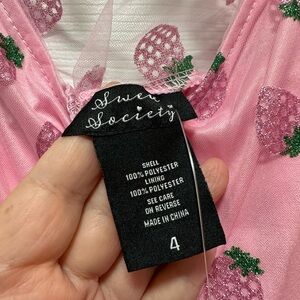 Sweet
Society
SHELL
100% POLYESTER
LINING
100% POLYESTER
SEE CARE
ON REVERSE
MADE IN CHINA
4